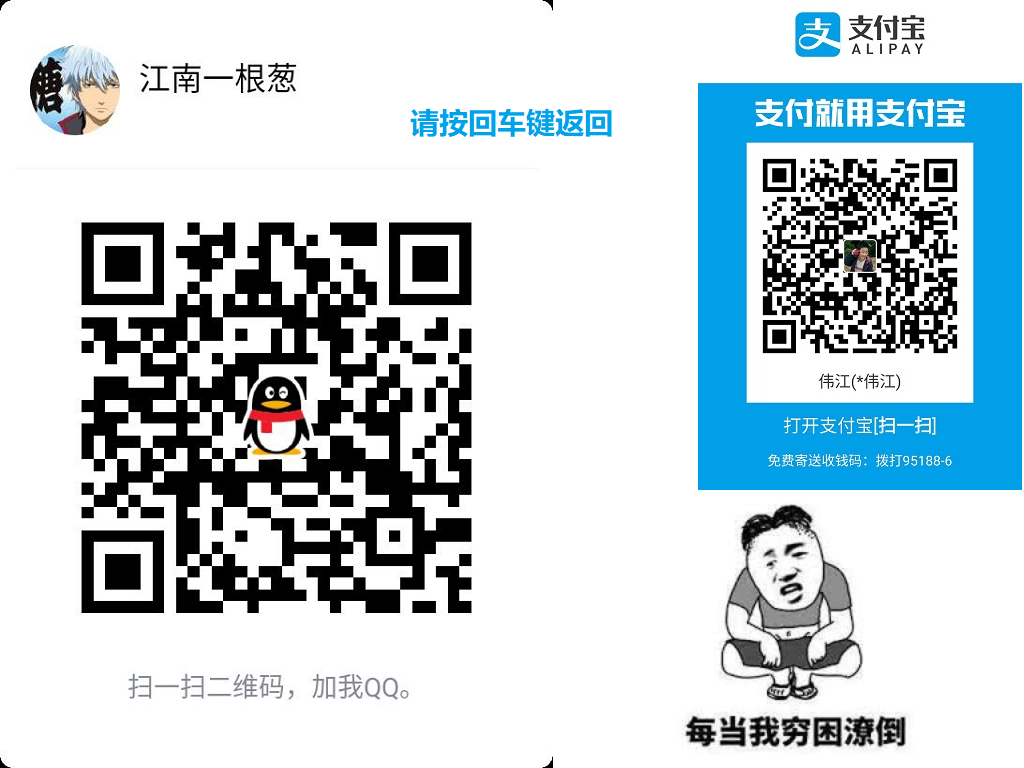 江南一根葱
请按回车键返回
扫一扫二维码，加我QQ。
支付宝
ALIPAY
支付就用支付宝
伟江(*伟江)
打开支付宝[扫一扫]
免费寄送收钱码：拨打95188-6
每当我穷困潦倒